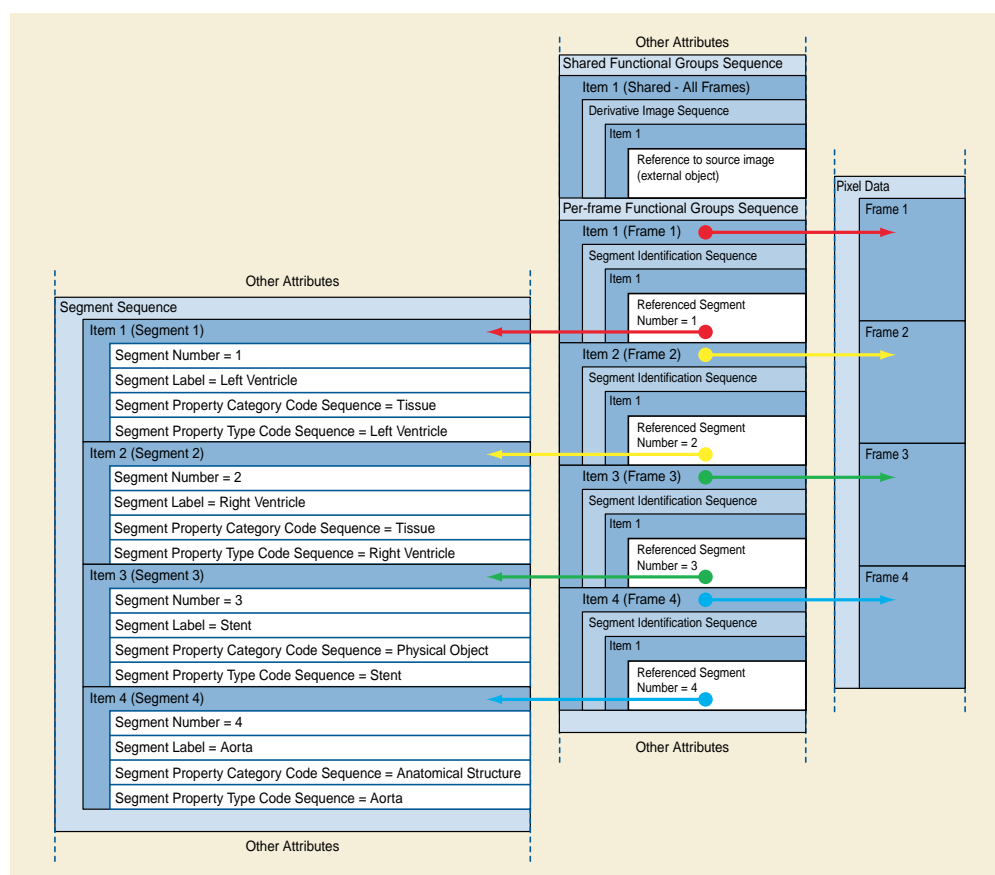 Other Attributes
Segment Sequence
Item 1 (Segment 1)
Segment Number = 1
Segment Label = Left Ventricle
Segment Property Category Code Sequence = Tissue
Segment Property Type Code Sequence = Left Ventricle
Item 2 (Segment 2)
Segment Number = 2
Segment Label = Right Ventricle
Segment Property Category Code Sequence = Tissue
Segment Property Type Code Sequence = Right Ventricle
Item 3 (Segment 3)
Segment Number = 3
Segment Label = Stent
Segment Property Category Code Sequence = Physical Object
Segment Property Type Code Sequence = Stent
Item 4 (Segment 4)
Segment Number = 4
Segment Label = Aorta
Segment Property Category Code Sequence = Anatomical Structure
Segment Property Type Code Sequence = Aorta
Other Attributes
Other Attributes
Shared Functional Groups Sequence
Item 1 (Shared - All Frames)
Derivative Image Sequence
Item 1
Reference to source image
(external object)
Per-frame Functional Groups Sequence
Item 1 (Frame 1)
Segment Identification Sequence
Item 1
Referenced Segment
Number = 1
Item 2 (Frame 2)
Segment Identification Sequence
Item 1
Referenced Segment
Number = 2
Item 3 (Frame 3)
Segment Identification Sequence
Item 1
Referenced Segment
Number = 3
Item 4 (Frame 4)
Segment Identification Sequence
Item 1
Referenced Segment
Number = 4
Other Attributes
Pixel Data
Frame 1
Frame 2
Frame 3
Frame 4